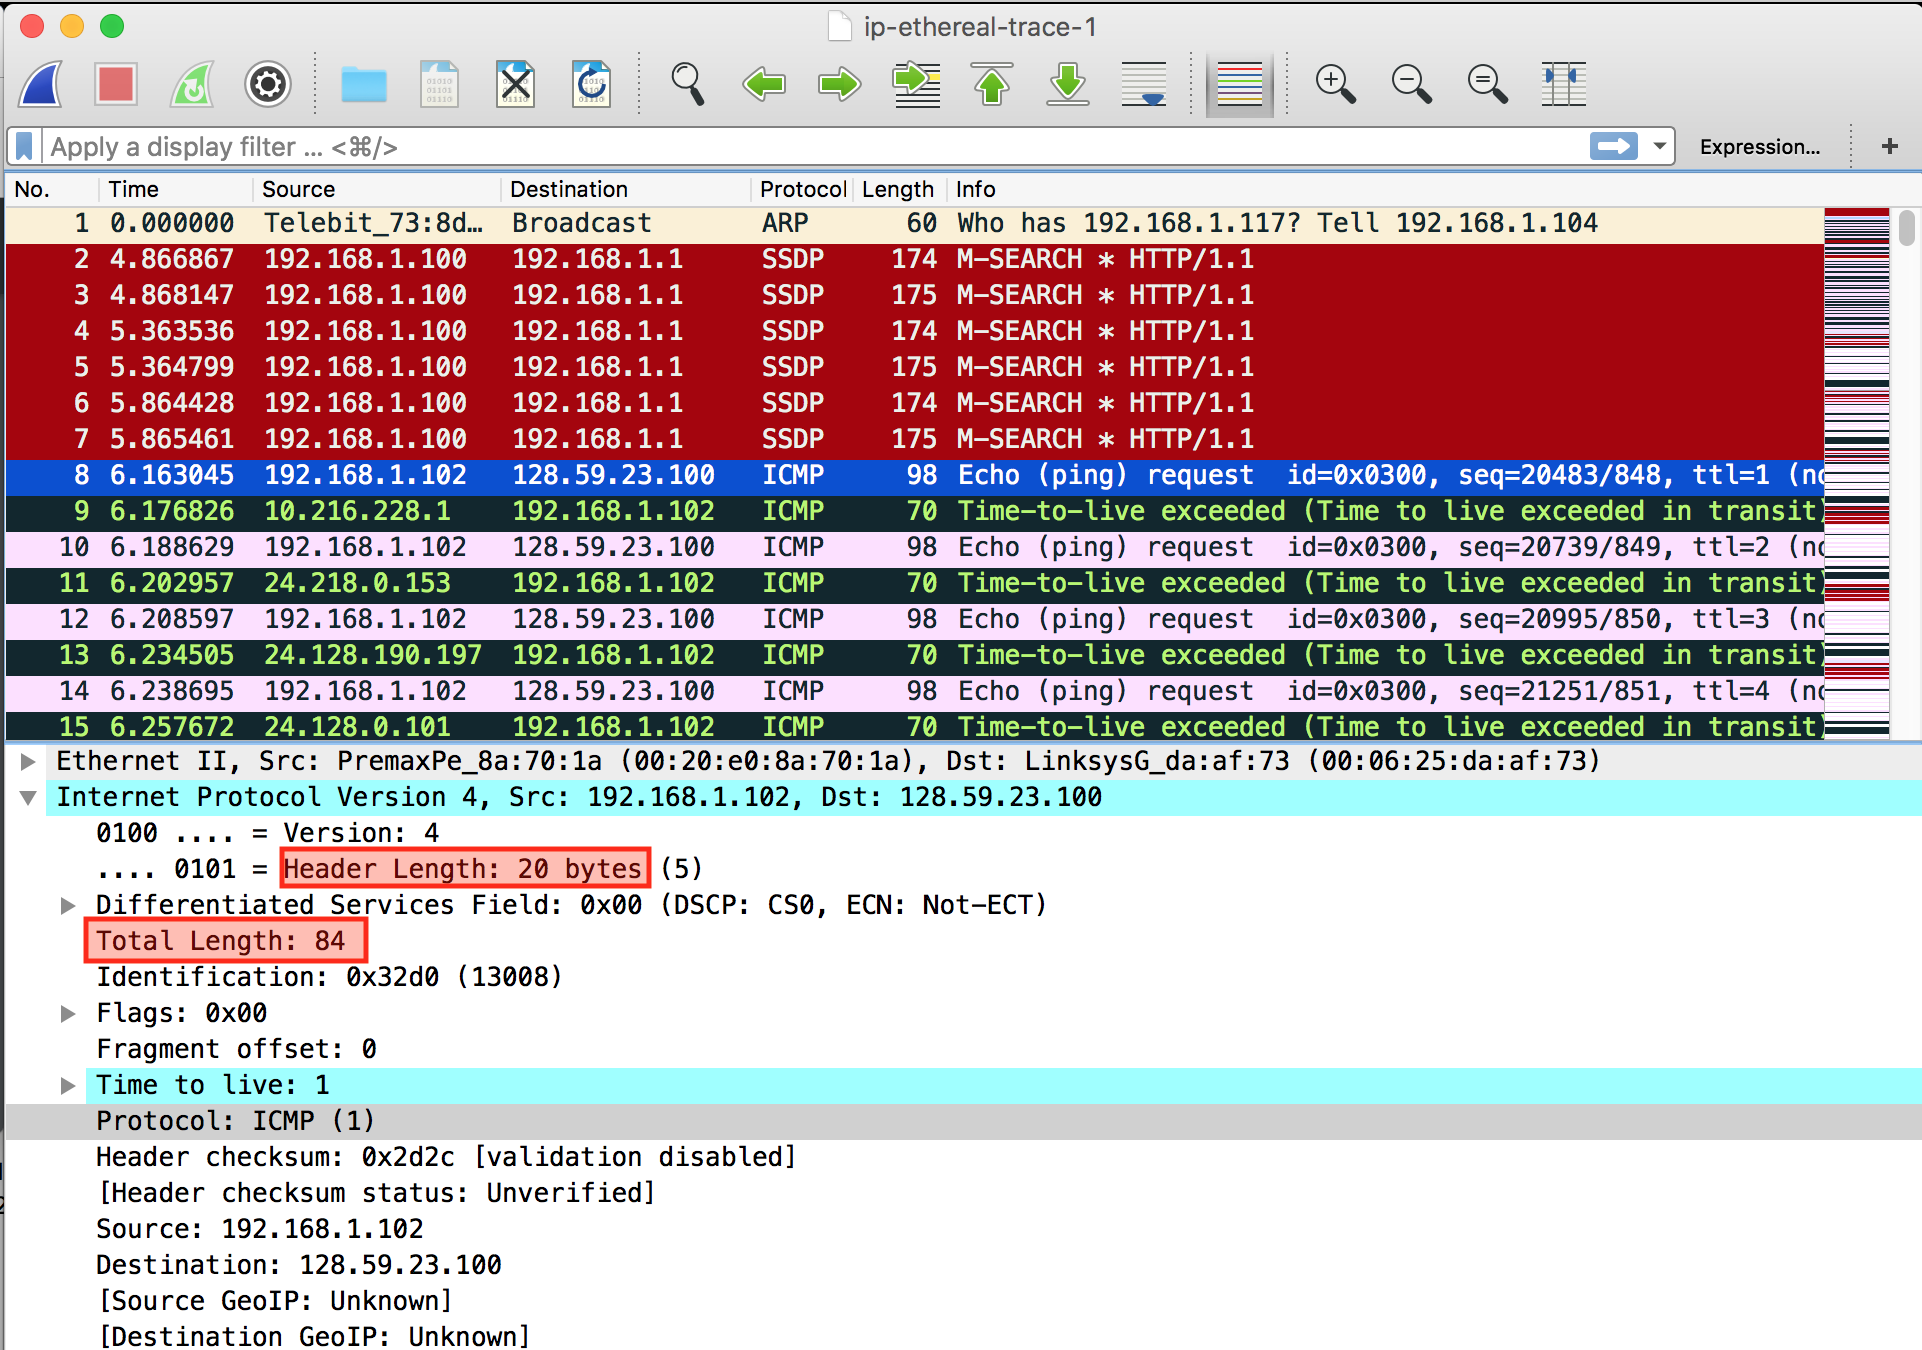 ip-ethereal-trace-1
Apply a display filter ... <⌘/>
Expression...
+
No. Time Source Destination Protocol Length Info
1 0.000000 Telebit_73:8d… Broadcast ARP 60 Who has 192.168.1.117? Tell 192.168.1.104
2 4.866867 192.168.1.100 192.168.1.1 SSDP 174 M-SEARCH * HTTP/1.1
3 4.868147 192.168.1.100 192.168.1.1 SSDP 175 M-SEARCH * HTTP/1.1
4 5.363536 192.168.1.100 192.168.1.1 SSDP 174 M-SEARCH * HTTP/1.1
5 5.364799 192.168.1.100 192.168.1.1 SSDP 175 M-SEARCH * HTTP/1.1
6 5.864428 192.168.1.100 192.168.1.1 SSDP 174 M-SEARCH * HTTP/1.1
7 5.865461 192.168.1.100 192.168.1.1 SSDP 175 M-SEARCH * HTTP/1.1
8 6.163045 192.168.1.102 128.59.23.100 ICMP 98 Echo (ping) request id=0x0300, seq=20483/848, ttl=1 (no
9 6.176826 10.216.228.1 192.168.1.102 ICMP 70 Time-to-live exceeded (Time to live exceeded in transit)
10 6.188629 192.168.1.102 128.59.23.100 ICMP 98 Echo (ping) request id=0x0300, seq=20739/849, ttl=2 (no
11 6.202957 24.218.0.153 192.168.1.102 ICMP 70 Time-to-live exceeded (Time to live exceeded in transit)
12 6.208597 192.168.1.102 128.59.23.100 ICMP 98 Echo (ping) request id=0x0300, seq=20995/850, ttl=3 (no
13 6.234505 24.128.190.197 192.168.1.102 ICMP 70 Time-to-live exceeded (Time to live exceeded in transit)
14 6.238695 192.168.1.102 128.59.23.100 ICMP 98 Echo (ping) request id=0x0300, seq=21251/851, ttl=4 (no
15 6.257672 24.128.0.101 192.168.1.102 ICMP 70 Time-to-live exceeded (Time to live exceeded in transit)
Ethernet II, Src: PremaxPe_8a:70:1a (00:20:e0:8a:70:1a), Dst: LinksysG_da:af:73 (00:06:25:da:af:73)
Internet Protocol Version 4, Src: 192.168.1.102, Dst: 128.59.23.100
0100 .... = Version: 4
.... 0101 = Header Length: 20 bytes (5)
Differentiated Services Field: 0x00 (DSCP: CS0, ECN: Not-ECT)
Total Length: 84
Identification: 0x32d0 (13008)
Flags: 0x00
Fragment offset: 0
Time to live: 1
Protocol: ICMP (1)
Header checksum: 0x2d2c [validation disabled]
[Header checksum status: Unverified]
Source: 192.168.1.102
Destination: 128.59.23.100
[Source GeoIP: Unknown]
[Destination GeoIP: Unknown]